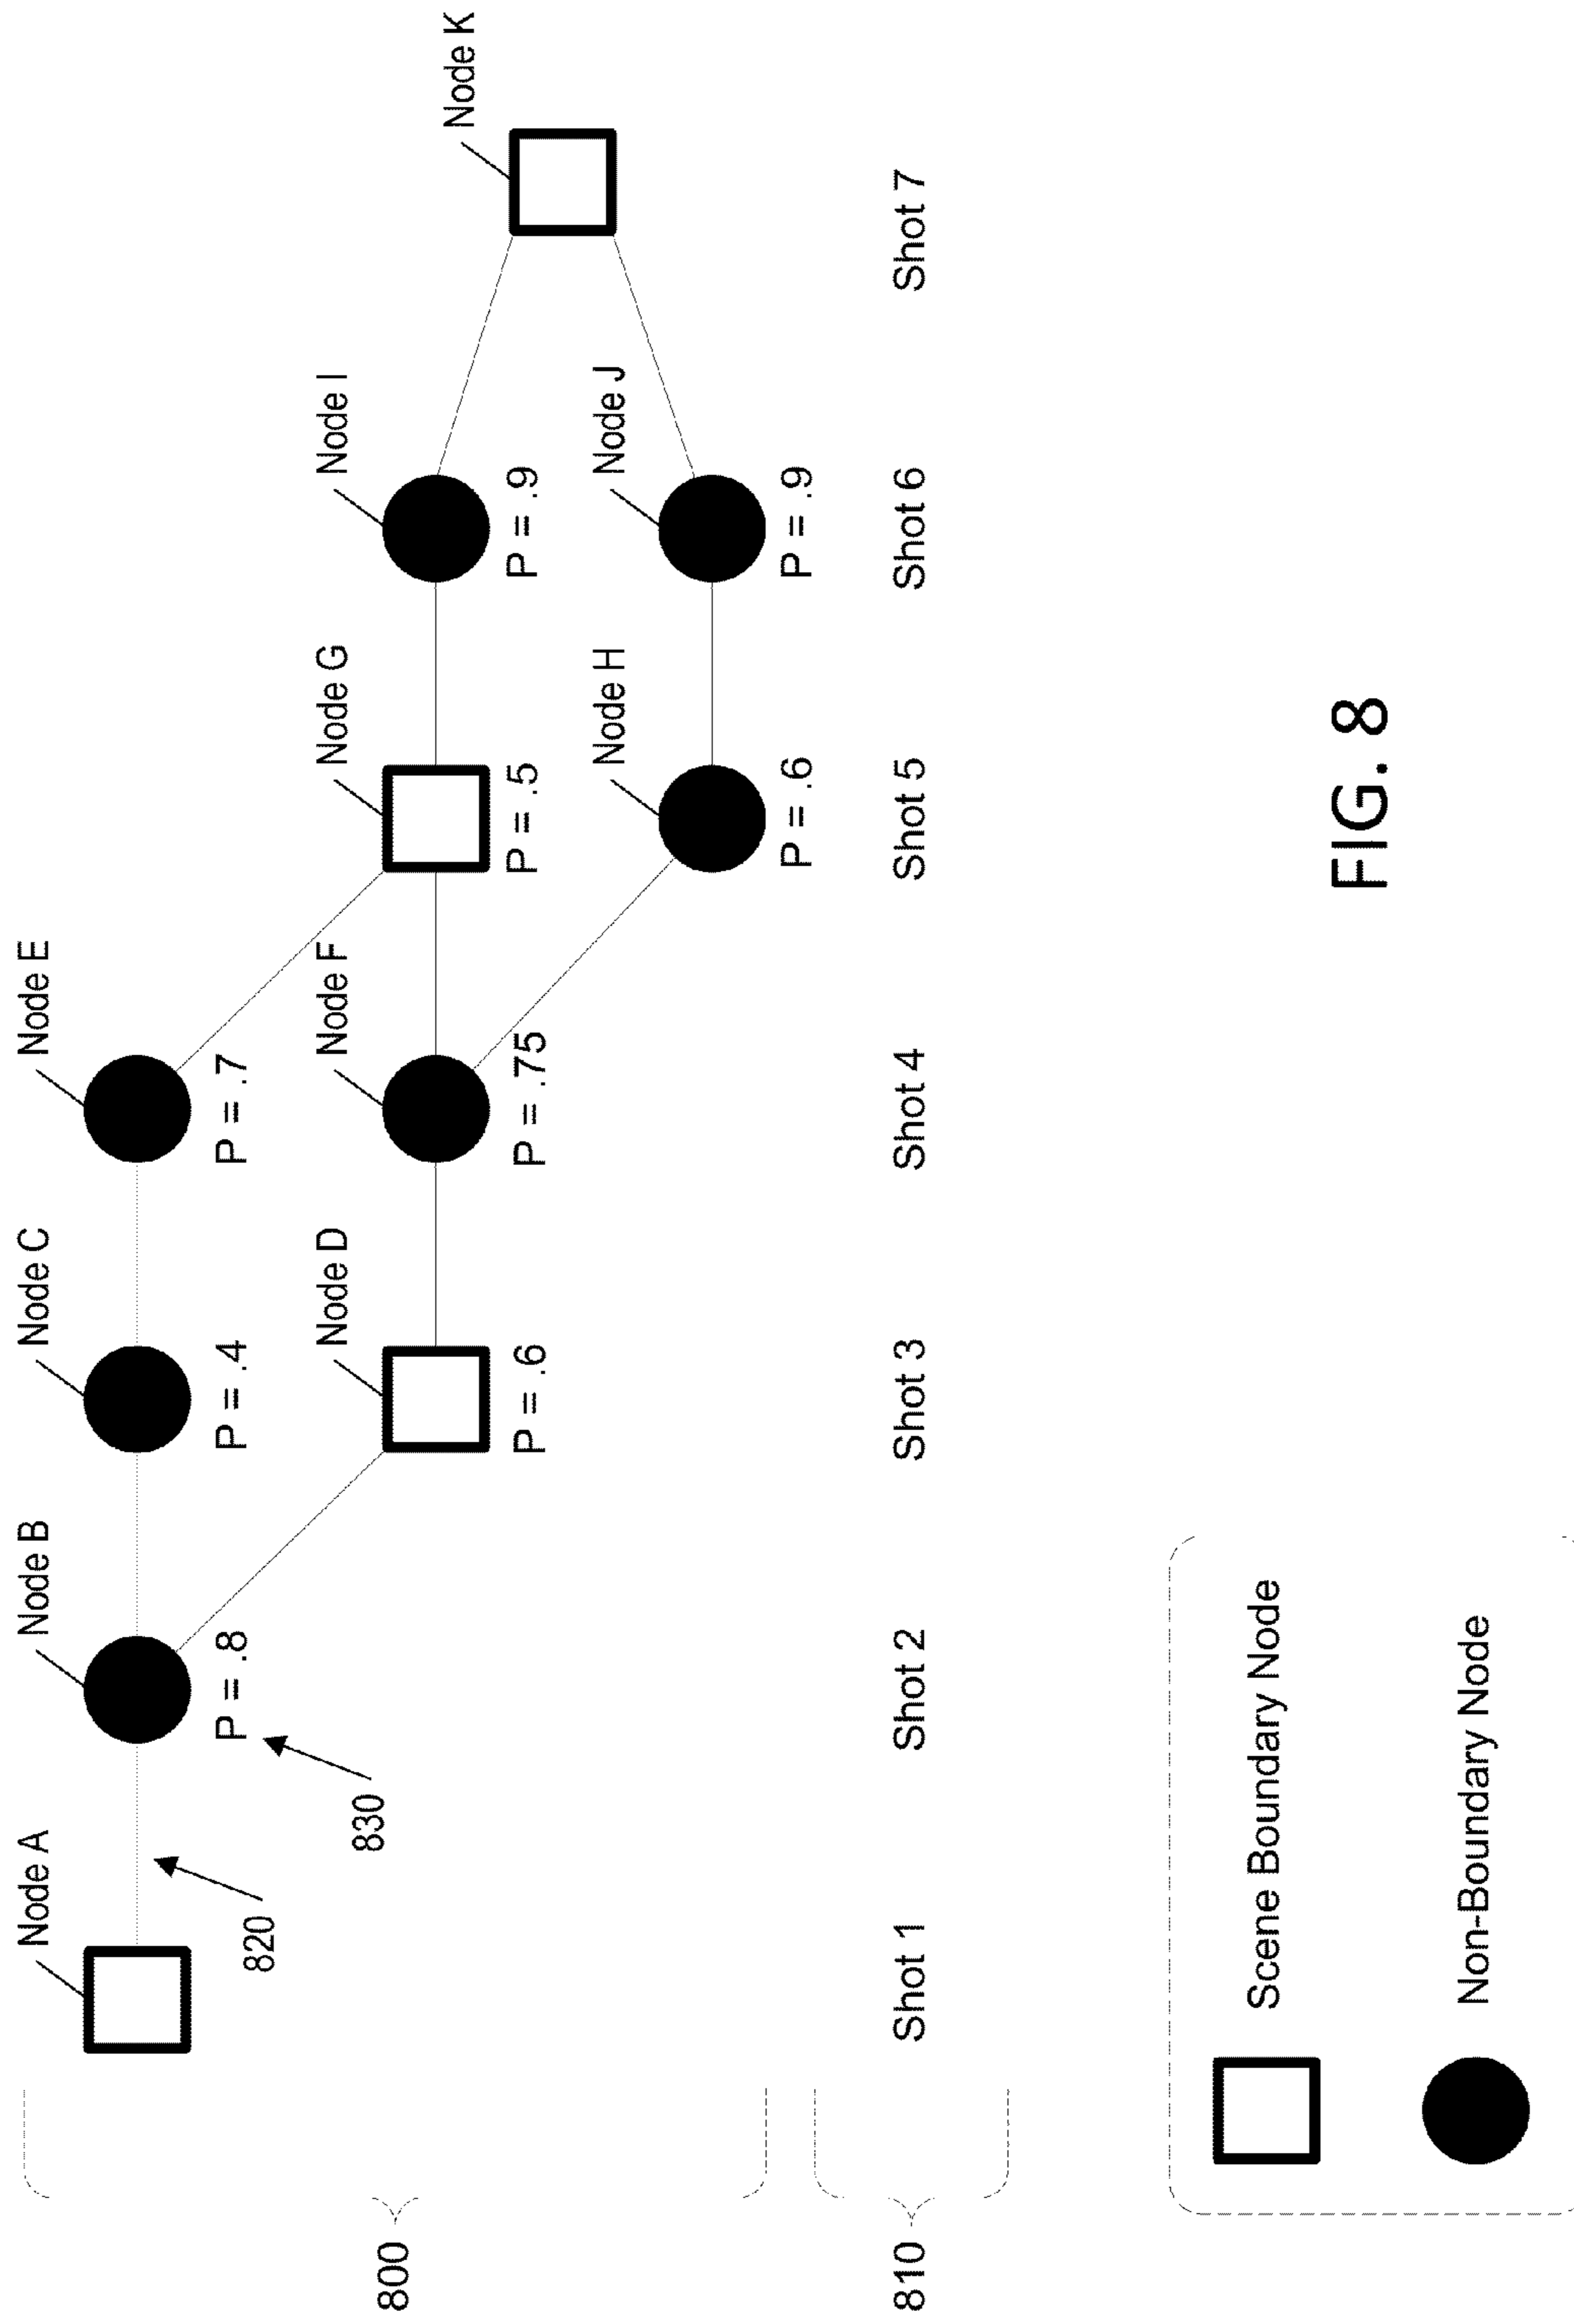 Node A
Node B
Node C
Node E
820
830
P = .8
P = .4
P = .7
Node D
Node F
Node G
Node I
Node K
800
P = .6
P = .75
P = .5
P = .9
Node H
Node J
P = .6
P = .9
810
Shot 1
Shot 2
Shot 3
Shot 4
Shot 5
Shot 6
Shot 7
Scene Boundary Node
Non-Boundary Node
FIG. 8